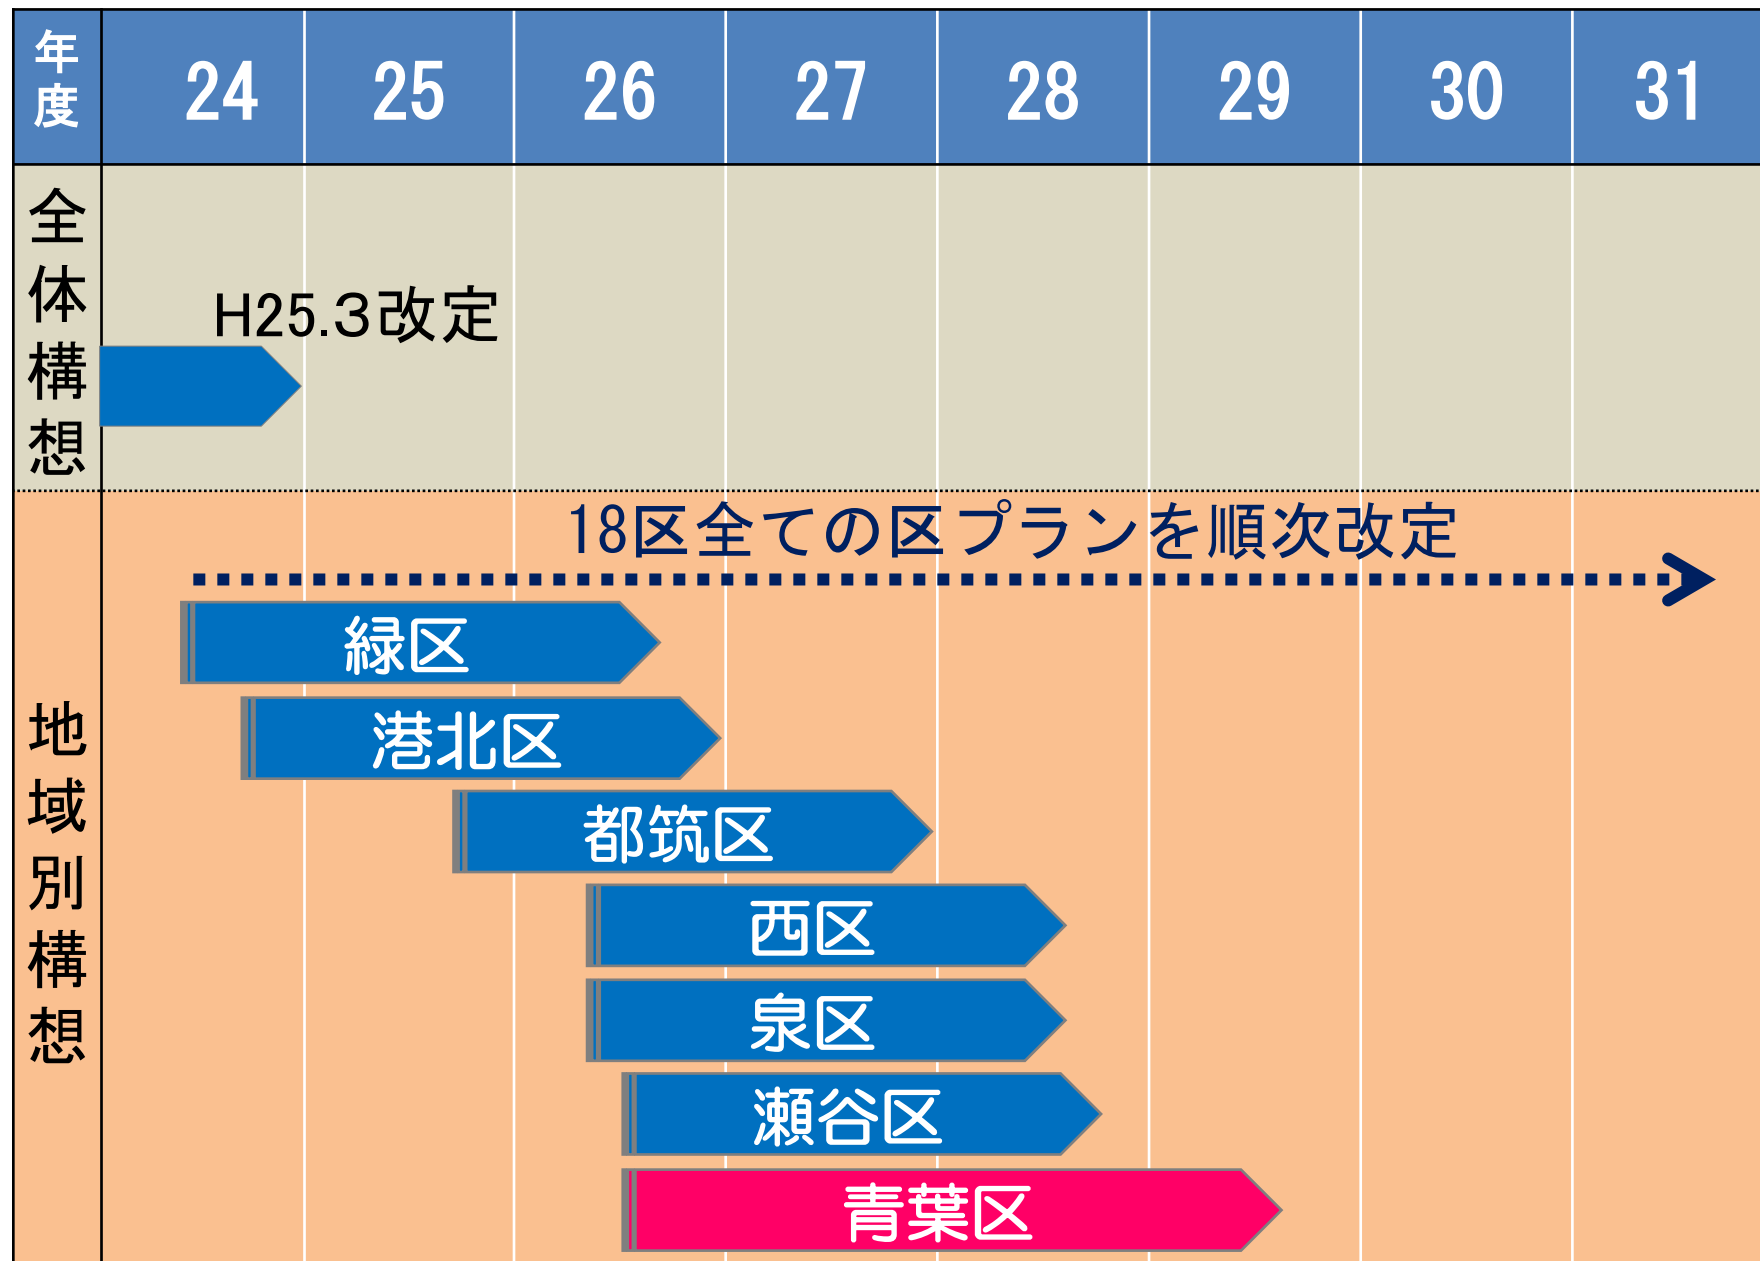 年度 24 25 26 27 28 29 30 31
全体構想
H25.3改定
地域別構想
18区全ての区プランを順次改定
緑区
港北区
都筑区
西区
泉区
瀬谷区
青葉区